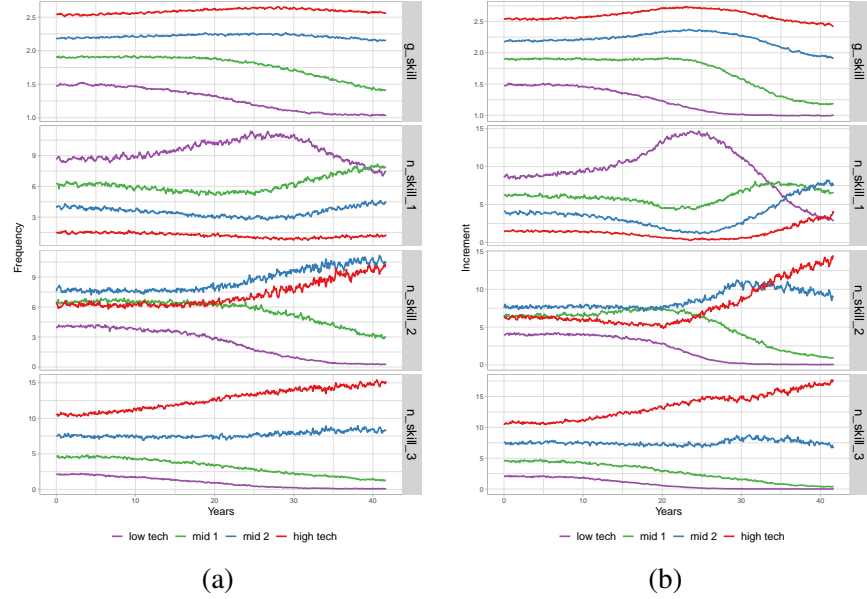 2.5
2.0
1.5
1.0
g_skill
9
6
3
n_skill_1
9
6
3
0
n_skill_2
15
10
5
0
n_skill_3
Frequency
0 10 20 30 40
Years
low tech mid 1 mid 2 high tech
(a)
2.5
2.0
1.5
1.0
g_skill
15
10
5
0
n_skill_1
10
5
0
n_skill_2
15
10
5
0
n_skill_3
Increment
0 10 20 30 40
Years
low tech mid 1 mid 2 high tech
(b)